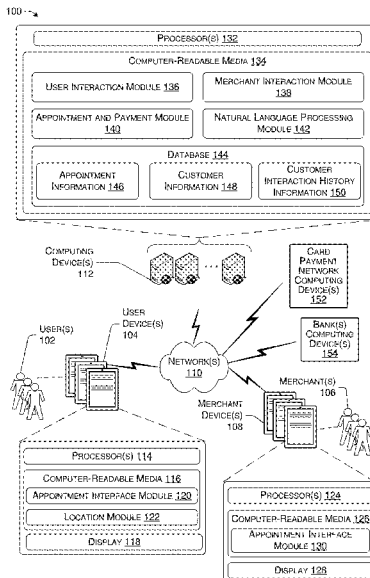 100
PROCESSOR(S) 132
COMPUTER-READABLE MEDIA 134
USER INTERACTION MODULE 136
MERCHANT INTERACTION MODULE
138
APPOINTMENT AND PAYMENT MODULE
140
NATURAL LANGUAGE PROCESSING
MODULE 142
DATABASE 144
APPOINTMENT
INFORMATION 146
CUSTOMER
INFORMATION 148
CUSTOMER
INTERACTION HISTORY
INFORMATION 150
COMPUTING
DEVICE(S)
112
CARD
PAYMENT
NETWORK
COMPUTING
DEVICE(S)
152
USER
DEVICE(S)
104
USER(S)
102
NETWORK(S)
110
BANK(S)
COMPUTING
DEVICE(S)
154
MERCHANTS
106
MERCHANT
DEVICE(S)
108
PROCESSOR(S) 114
COMPUTER-READABLE MEDIA 116
APPOINTMENT INTERFACE MODULE 120
LOCATION MODULE 122
DISPLAY 118
PROCESSOR(S) 124
COMPUTER-READABLE MEDIA 126
APPOINTMENT INTERFACE
MODULE 130
DISPLAY 128